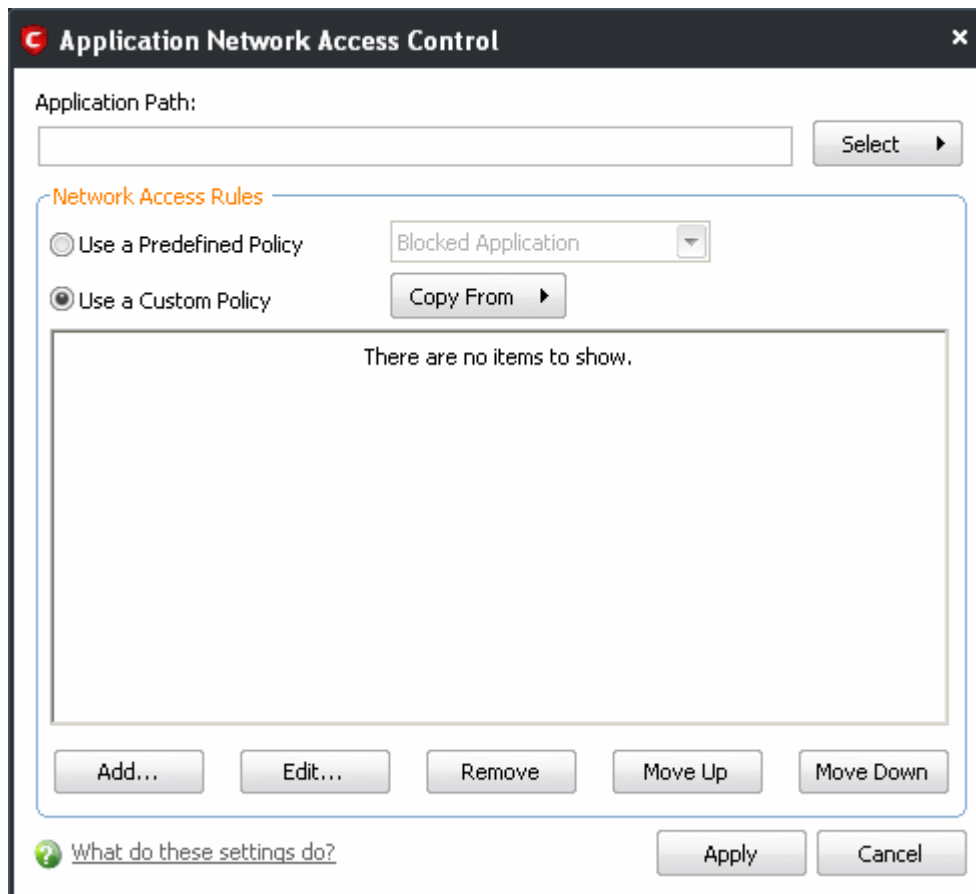 Application Network Access Control
Application Path:
Select
Network Access Rules
Use a Predefined Policy
Blocked Application
Use a Custom Policy
Copy From
There are no items to show.
Add...
Edit...
Remove
Move Up
Move Down
What do these settings do?
Apply
Cancel